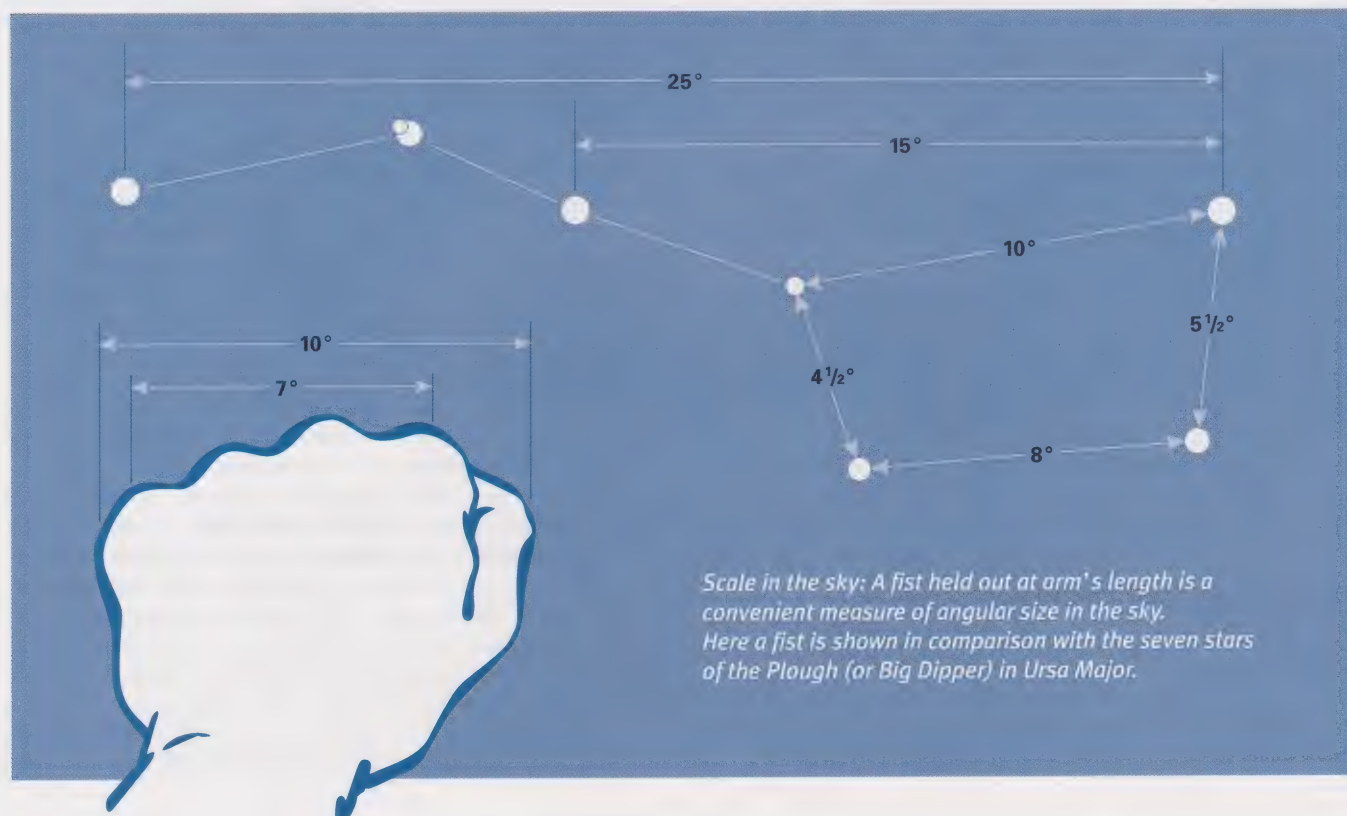 25°
15°
10°
5 1/2°
10°
4 1/2°
7°
8°
Scale in the sky: A fist held out at arm's length is a
convenient measure of angular size in the sky.
Here a fist is shown in comparison with the seven stars
of the Plough (or Big Dipper) in Ursa Major.